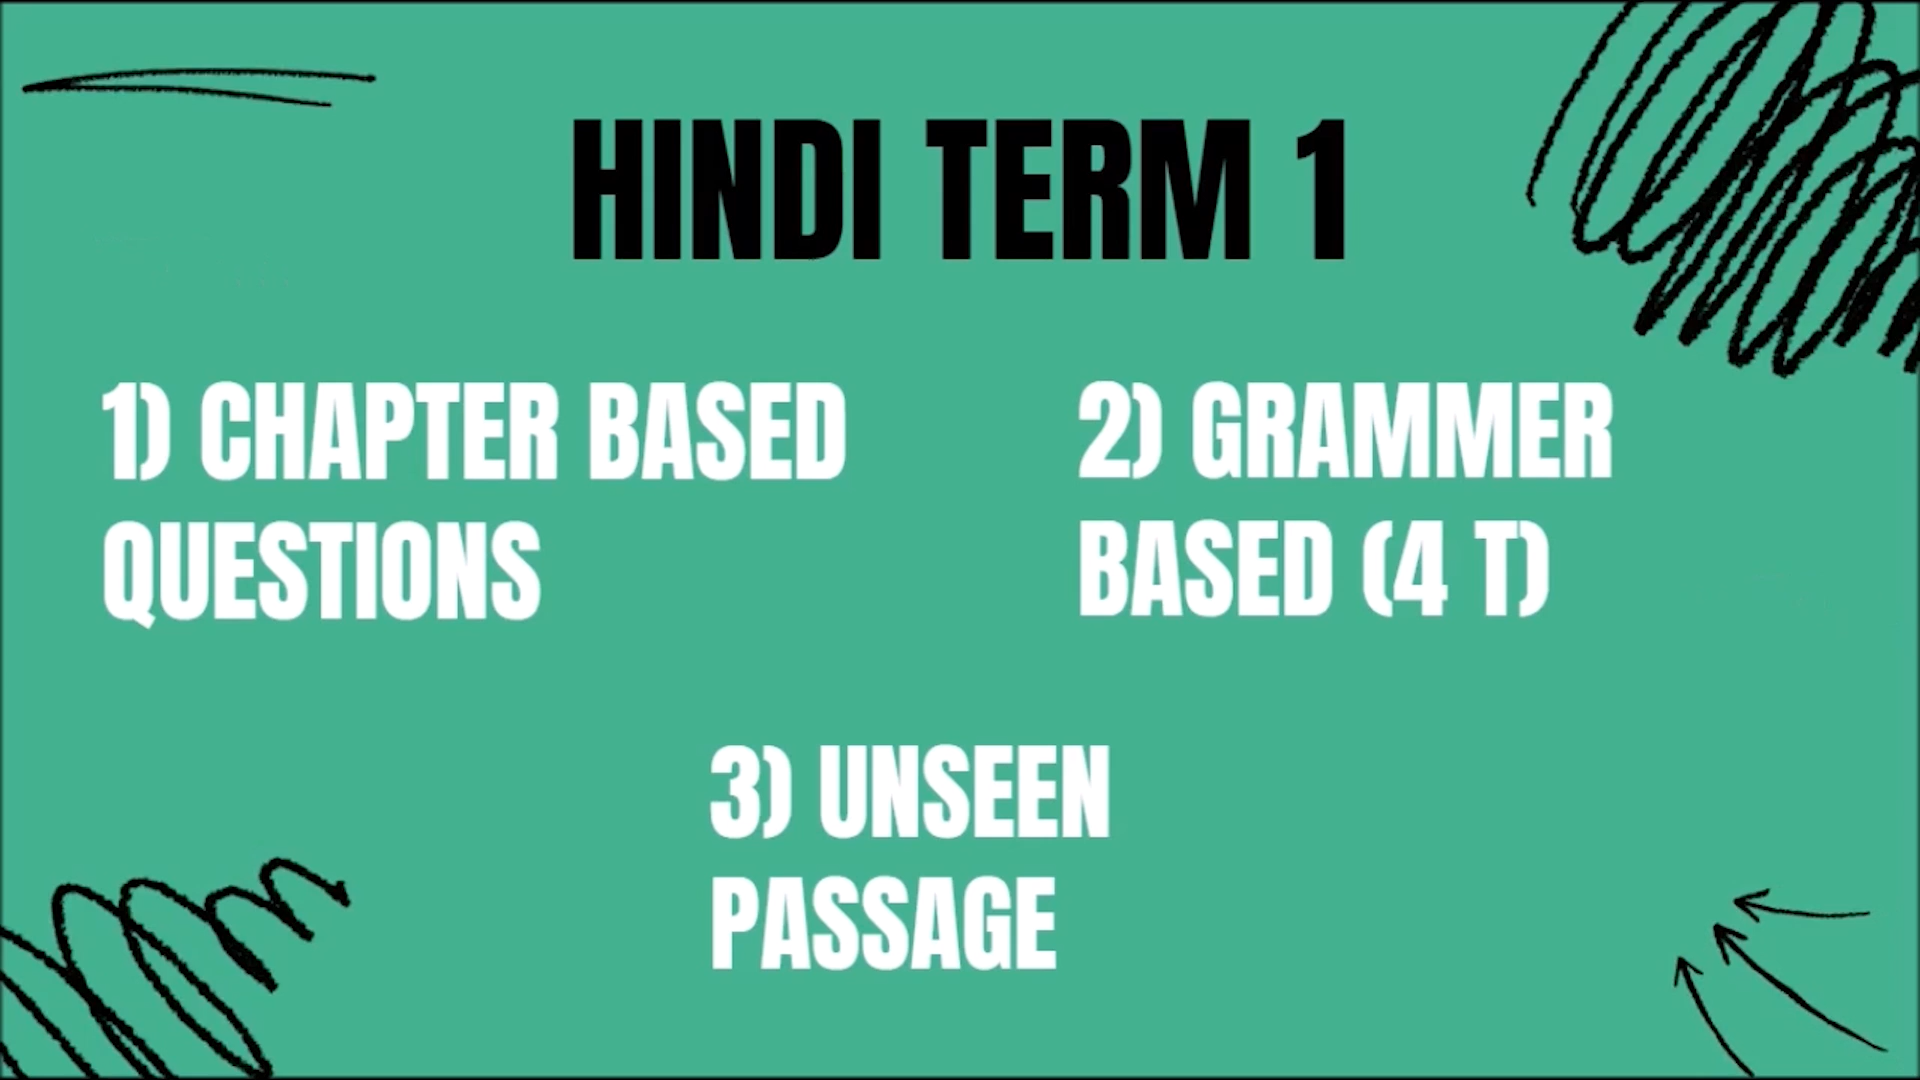 HINDI TERM 1
1) CHAPTER BASED
QUESTIONS
2) GRAMMER
BASED (4 T)
3) UNSEEN
PASSAGE